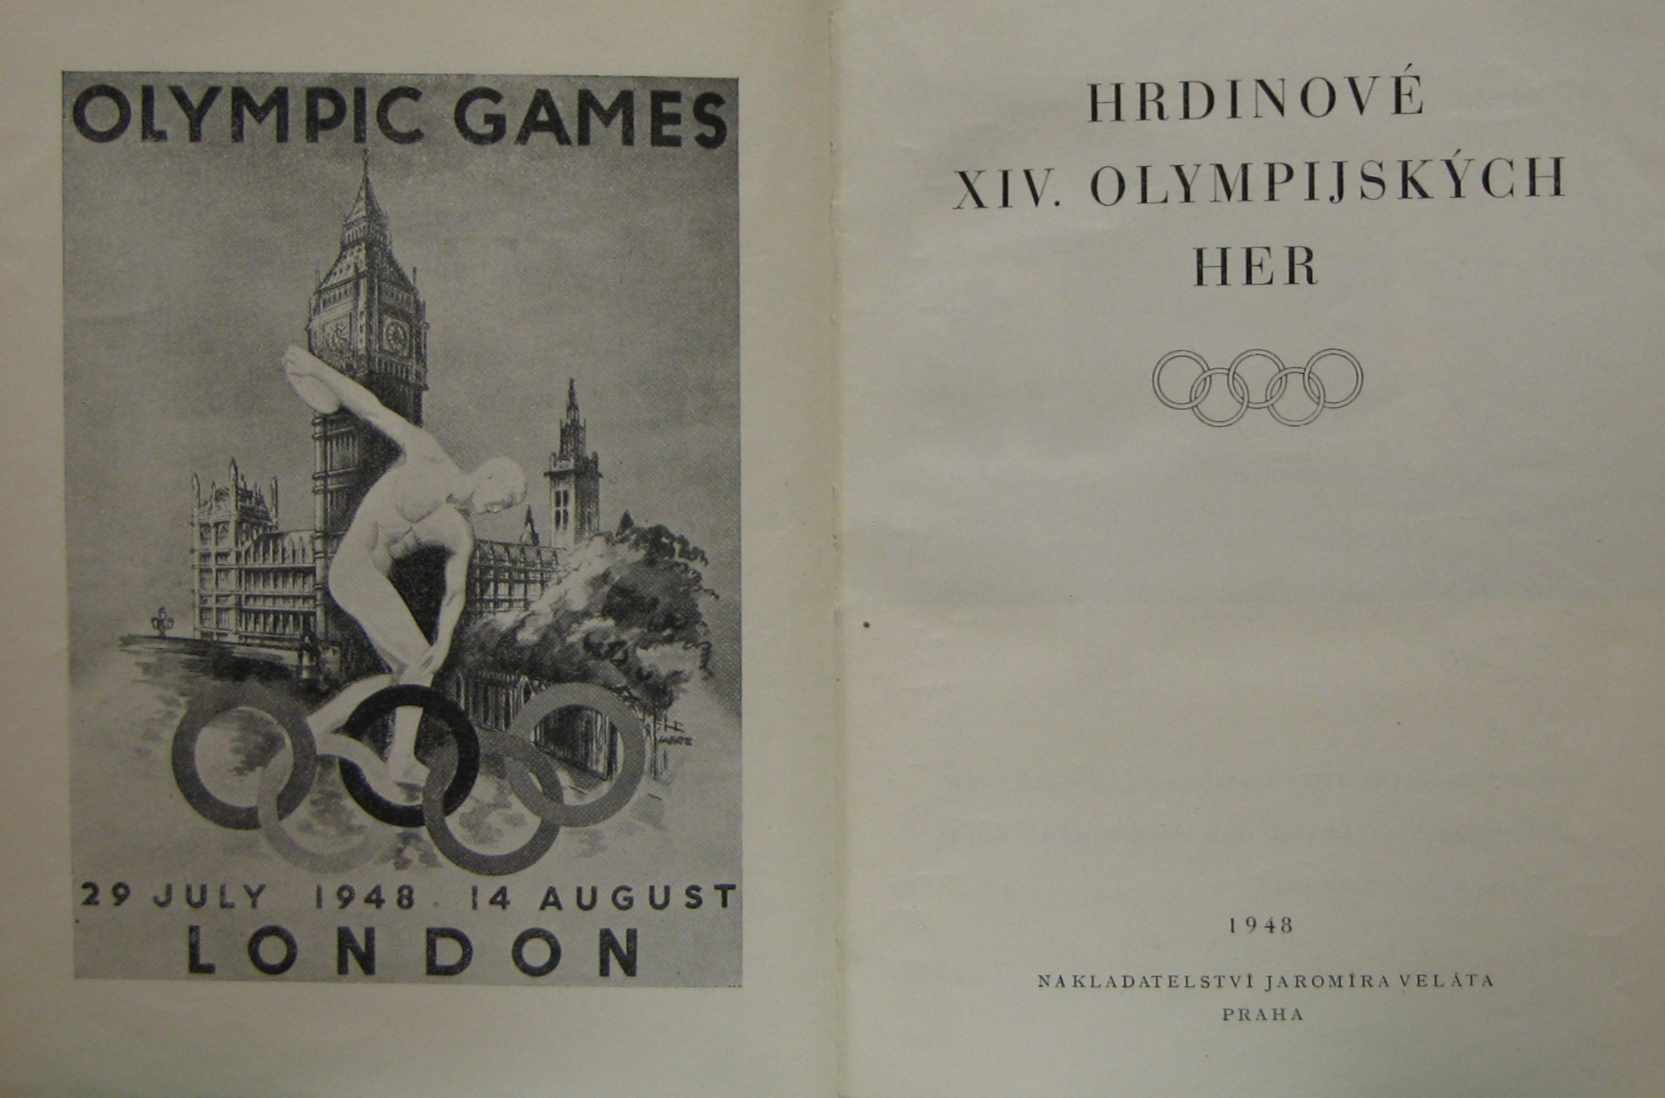 OLYMPIC GAMES
29 JULY 1948 . 14 AUGUST
LONDON
HRDINOVÉ
XIV. OLYMPIJSKÝCH
HER
1948
NAKLADATELSTVÍ JAROMÍRA VELÁTA
PRAHA